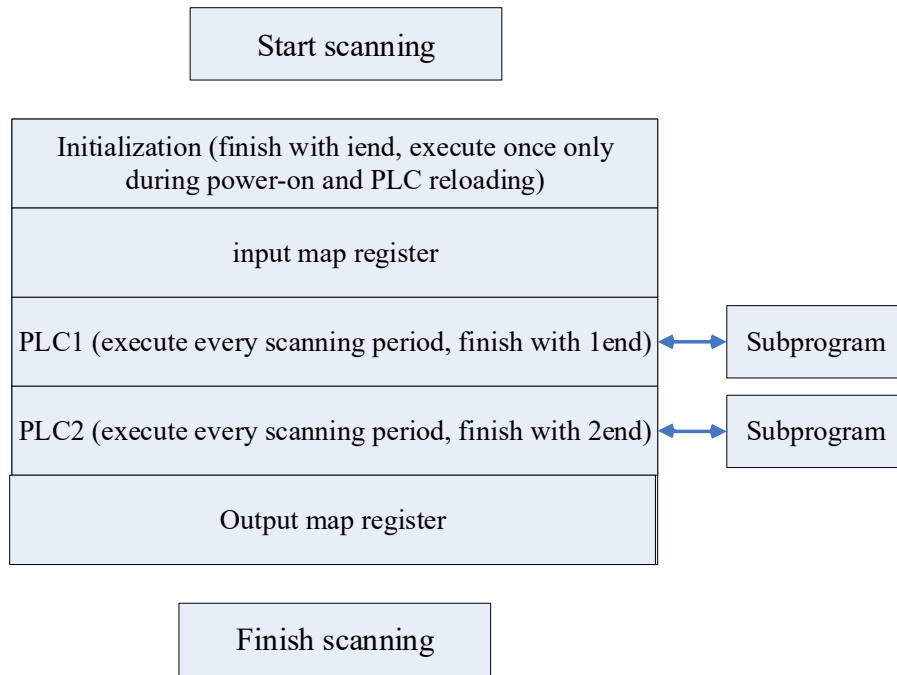 Start scanning
Initialization (finish with iend, execute once only
during power-on and PLC reloading)
input map register
PLC1 (execute every scanning period, finish with 1end)
Subprogram
PLC2 (execute every scanning period, finish with 2end)
Subprogram
Output map register
Finish scanning